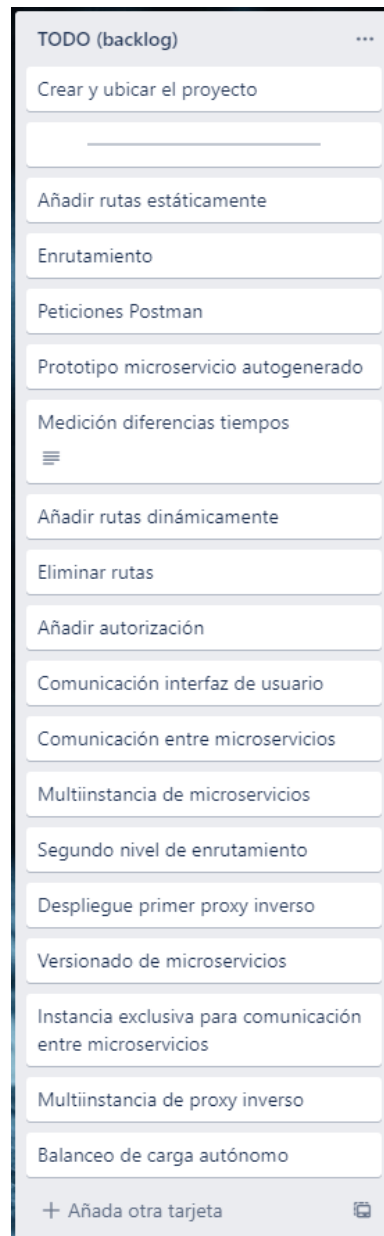 TODO (backlog)
Crear y ubicar el proyecto
Añadir rutas estáticamente
Enrutamiento
Peticiones Postman
Prototipo microservicio autogenerado
Medición diferencias tiempos
Añadir rutas dinámicamente
Eliminar rutas
Añadir autorización
Comunicación interfaz de usuario
Comunicación entre microservicios
Multiinstancia de microservicios
Segundo nivel de enrutamiento
Despliegue primer proxy inverso
Versionado de microservicios
Instancia exclusiva para comunicación
entre microservicios
Multiinstancia de proxy inverso
Balanceo de carga autónomo
+ Añada otra tarjeta